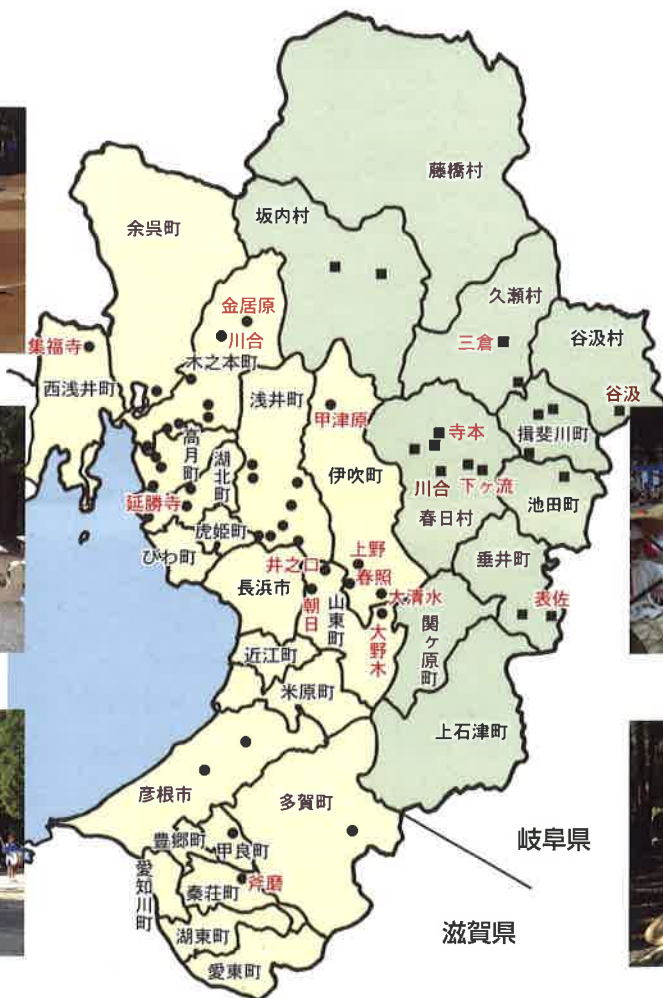 藤橋村
坂内村
余呉町
久瀬村
金居原
川合
三倉
谷汲村
集福寺
木之本町
西浅井町
浅井町
甲津原
谷汲
揖斐川町
寺本
高月町
湖北町
伊吹町
川合
下ヶ流
池田町
延勝寺
春日村
虎姫町
ひわ町
垂井町
上野
井之口
春照
長浜市
大清水
表佐
朝日
山東町
大野木
関ヶ原町
近江町
米原町
上石津町
彦根市
多賀町
岐阜県
豊郷町
甲良町
愛知川町
秦荘町
斧磨
滋賀県
湖東町
愛東町